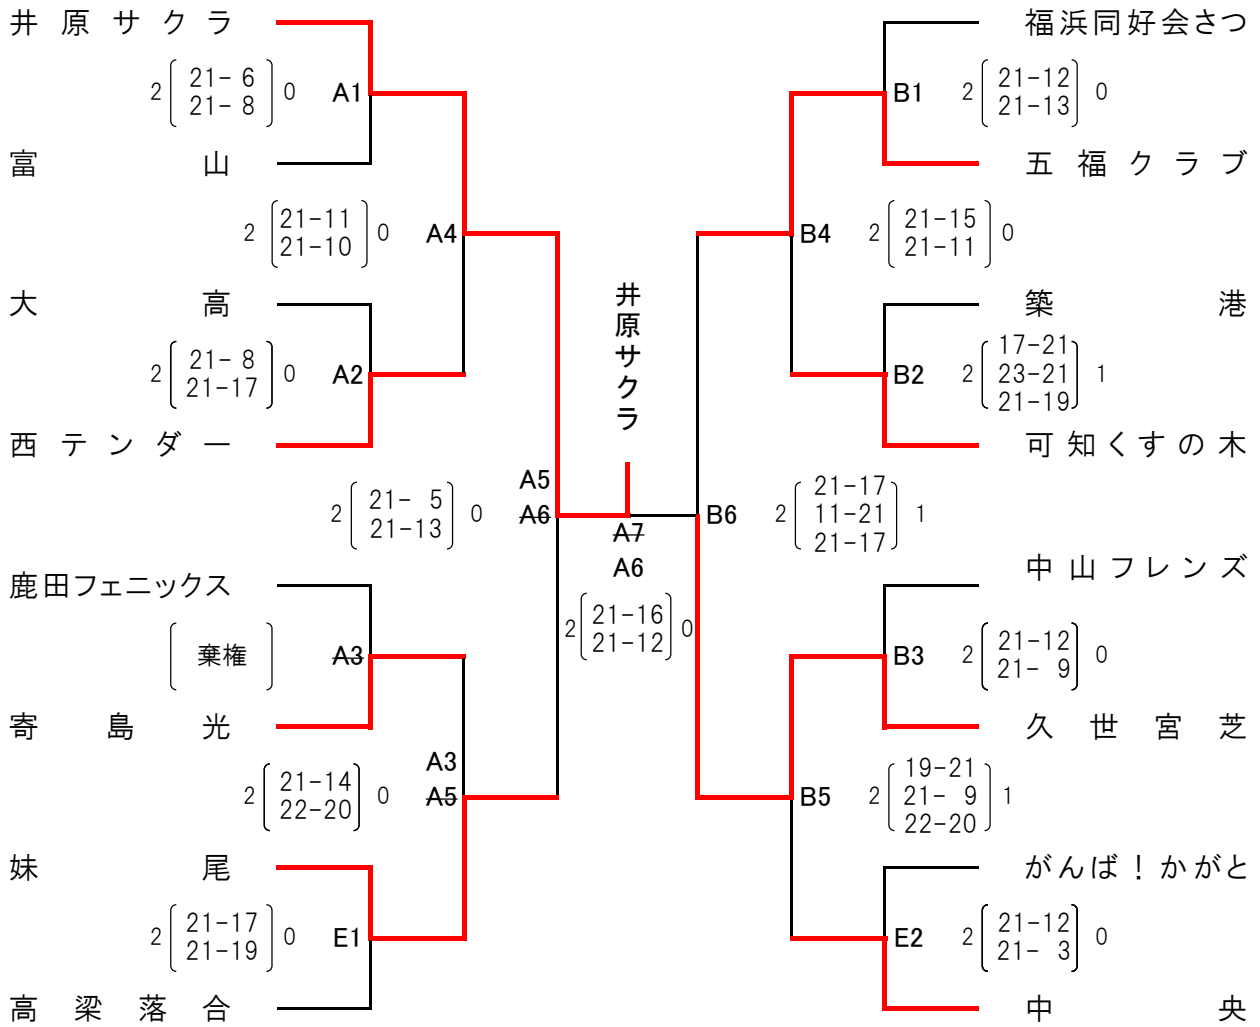 井原サクラ
2 21- 6 0 A1
21- 8
富山
2 21-11 0 A4
21-10
大高
2 21- 8 0 A2
21-17
西テンダー
A5
2 21- 5 0 A6
21-13
鹿田フェニックス
棄権 A3
寄島光
A3
2 21-14 0 A5
22-20
妹尾
2 21-17 0 E1
21-19
高梁落合
井原サクラ
A7
A6
2 21-16 0
21-12
福浜同好会さつ
B1 2 21-12 0
21-13
五福クラブ
B4 2 21-15 0
21-11
築港
17-21
B2 2 23-21 1
21-19
可知くすの木
21-17
B6 2 11-21 1
21-17
中山フレンズ
B3 2 21-12 0
21- 9
久世宮芝
19-21
B5 2 21- 9 1
22-20
がんば！かがと
E2 2 21-12 0
21- 3
中央